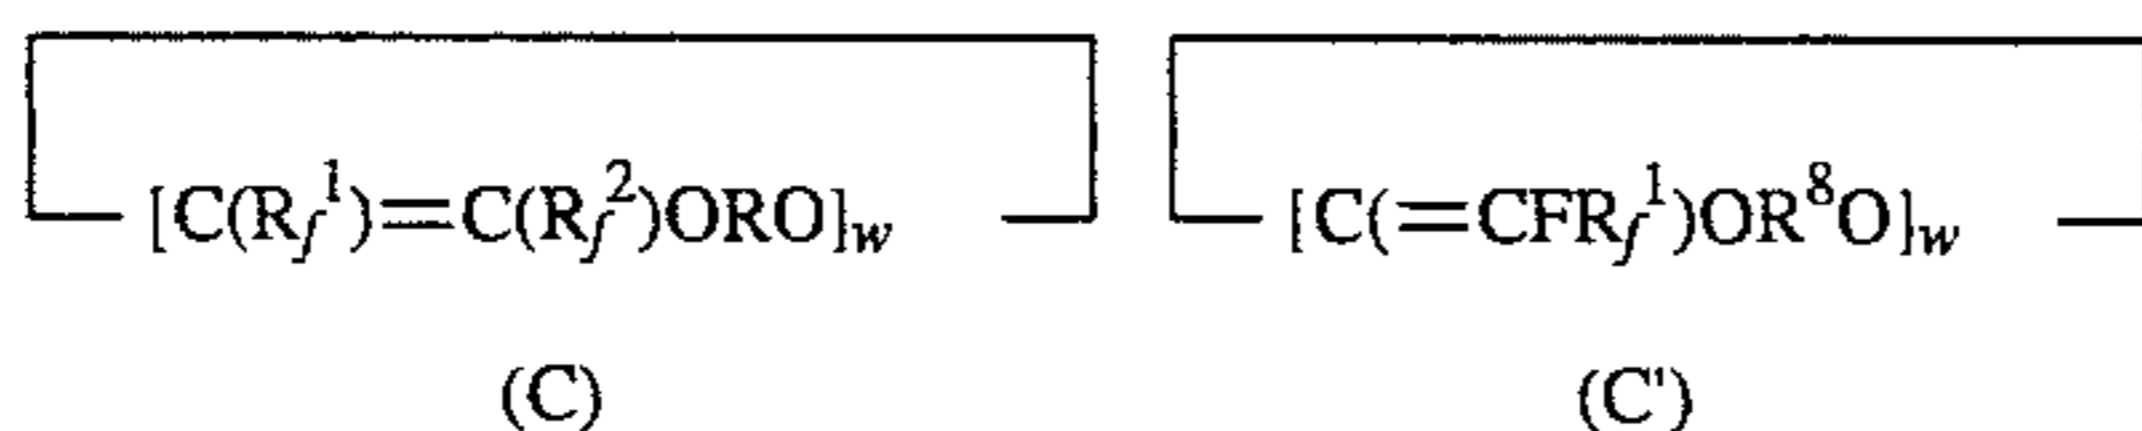 [C(R_f^1)=C(R_f^2)ORO]_w [C(=CFR_f^1)OR^8O]_w
(C) (C')